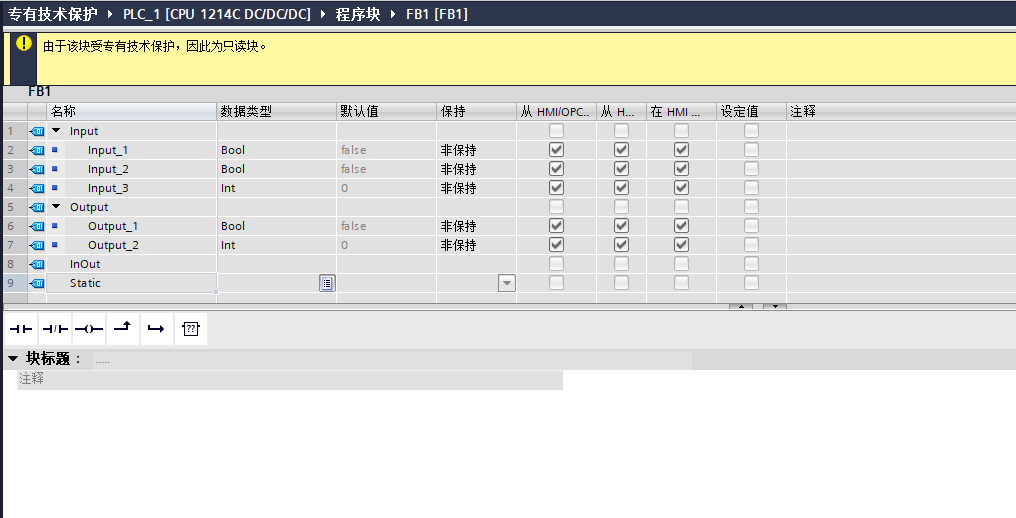 专有技术保护 PLC_1 [CPU 1214C DC/DC/DC] 程序块 FB1 [FB1]
由于该块受专有技术保护，因此为只读块。
FB1
名称 数据类型 默认值 保持 从 HMI/OPC.. 从 H... 在 HMI ... 设定值 注释
1 Input
2 Input_1 Bool false 非保持
3 Input_2 Bool false 非保持
4 Input_3 Int 0 非保持
5 Output
6 Output_1 Bool false 非保持
7 Output_2 Int 0 非保持
8 InOut
9 Static
??
块标题： .....
注释